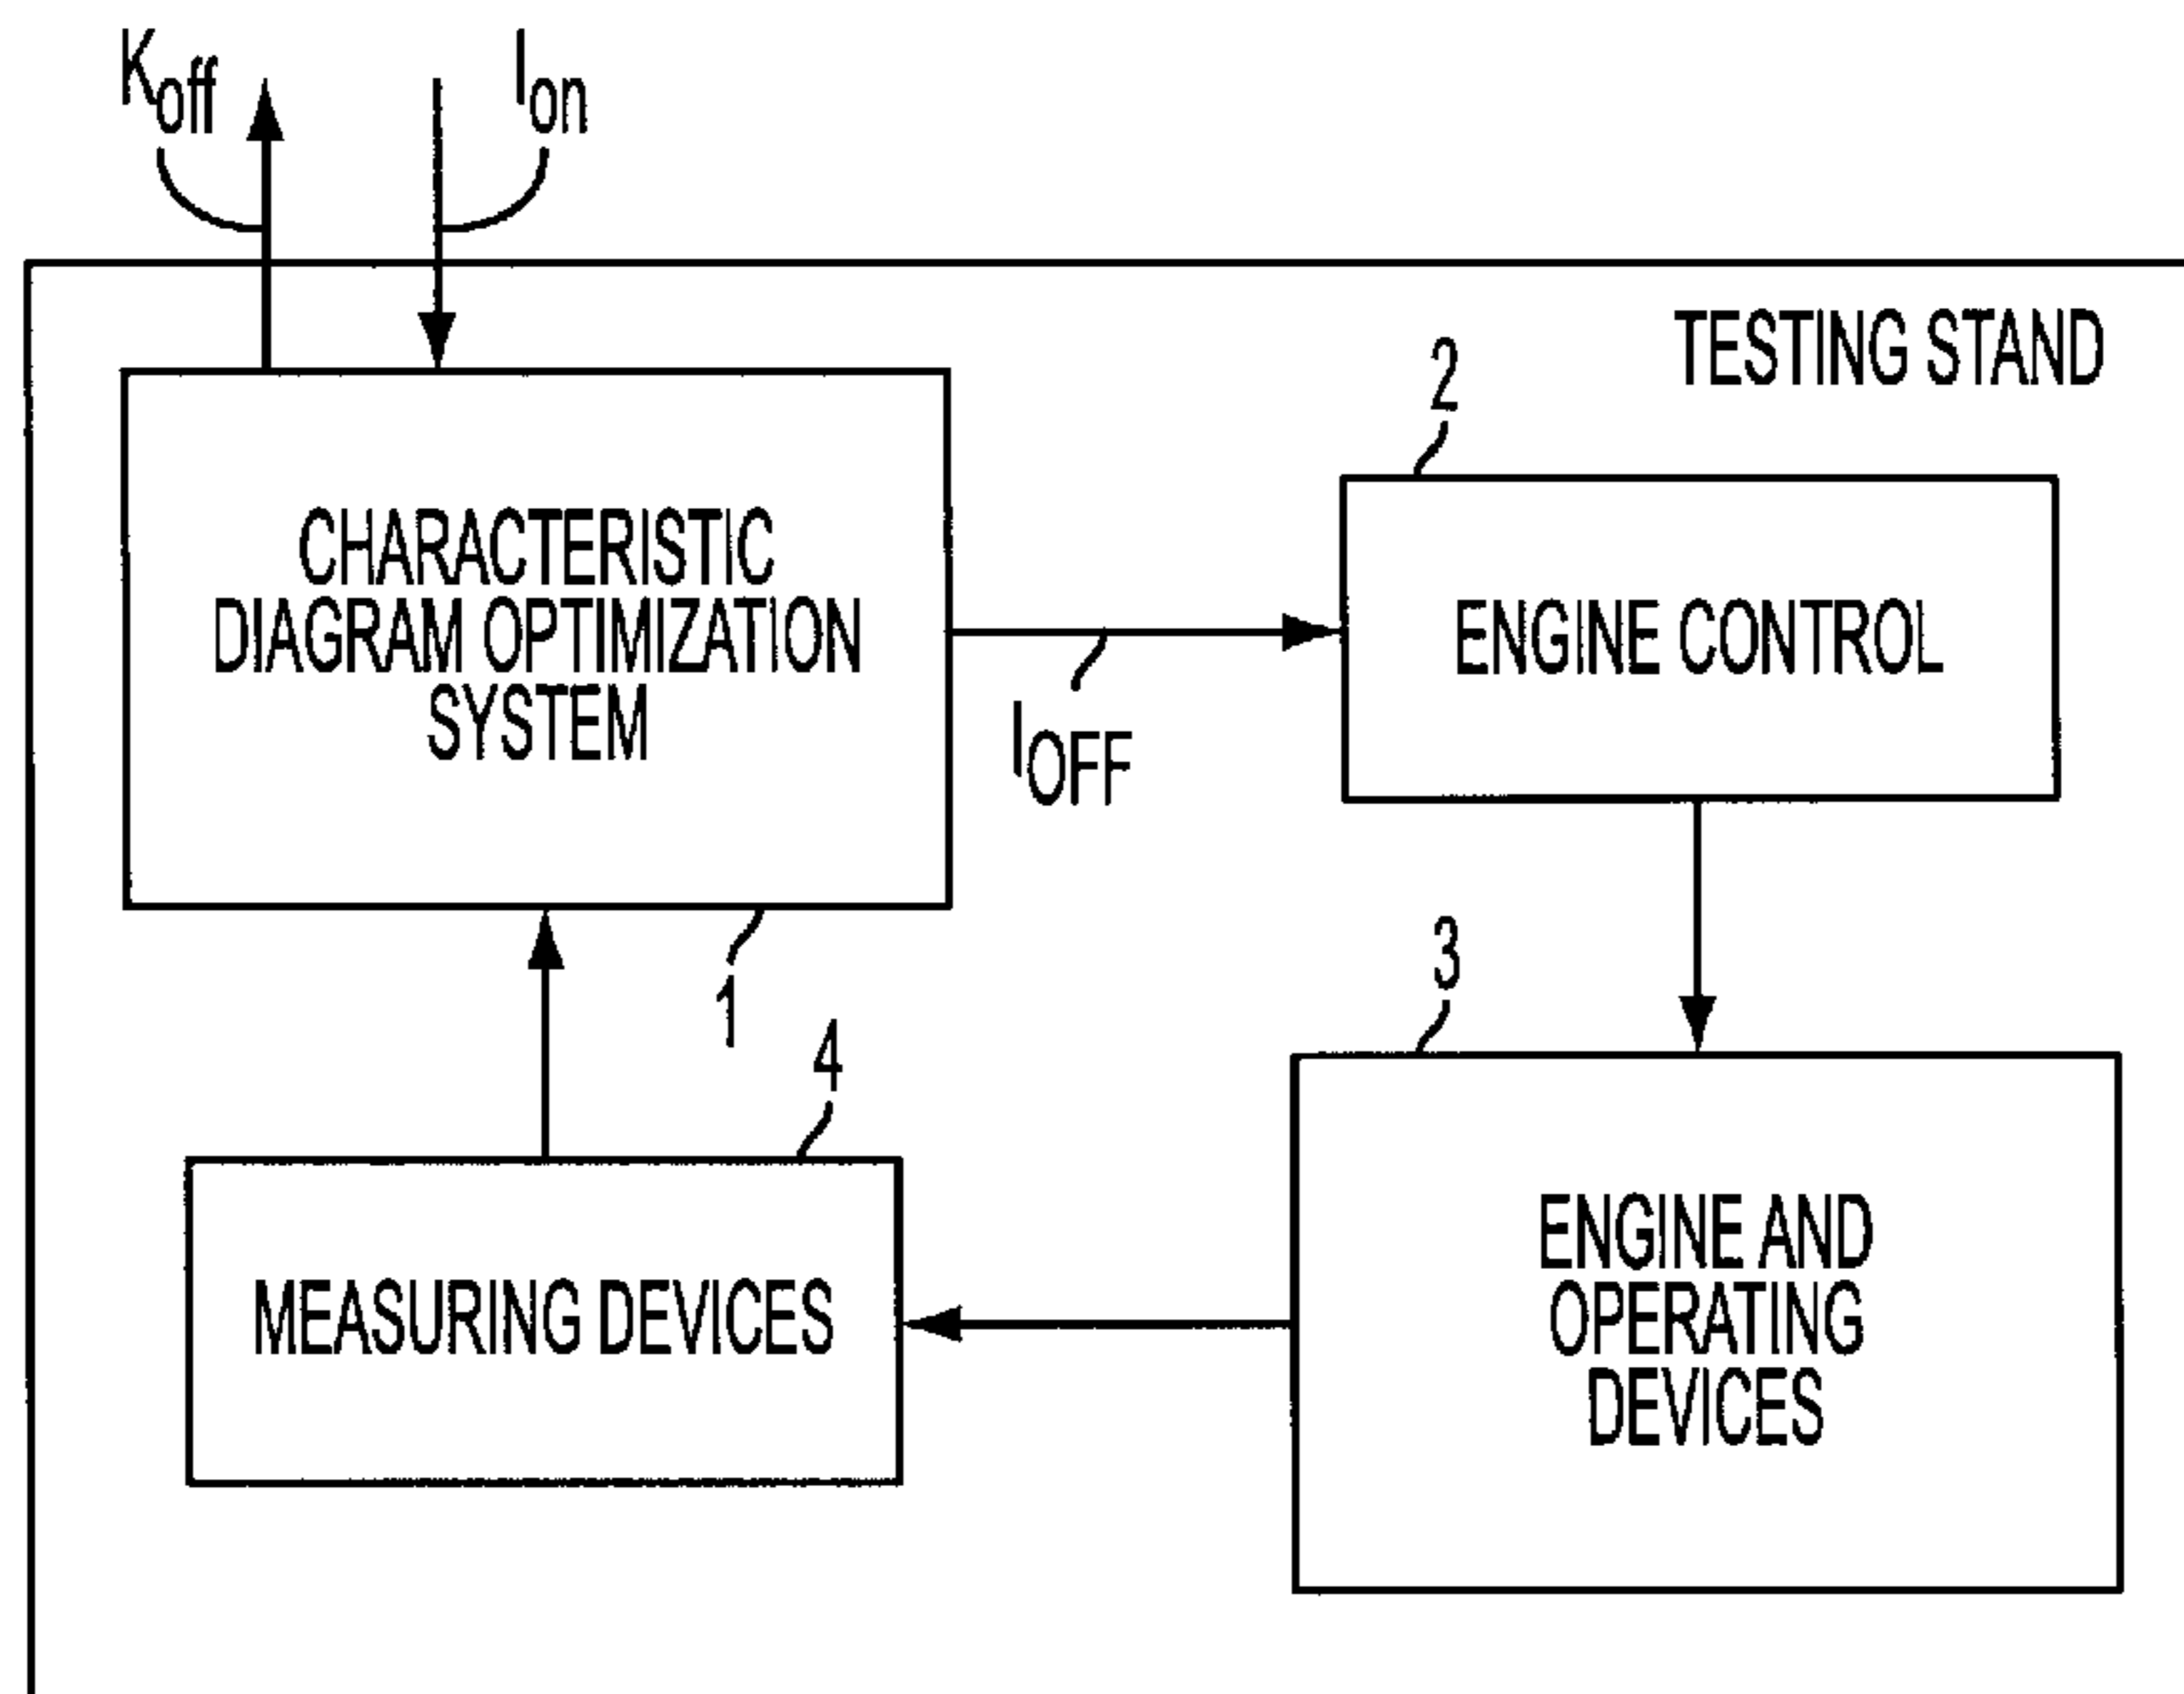 Koff
Ion
TESTING STAND
2
CHARACTERISTIC
DIAGRAM OPTIMIZATION
SYSTEM
ENGINE CONTROL
IOFF
3
1
4
ENGINE AND
OPERATING
DEVICES
MEASURING DEVICES